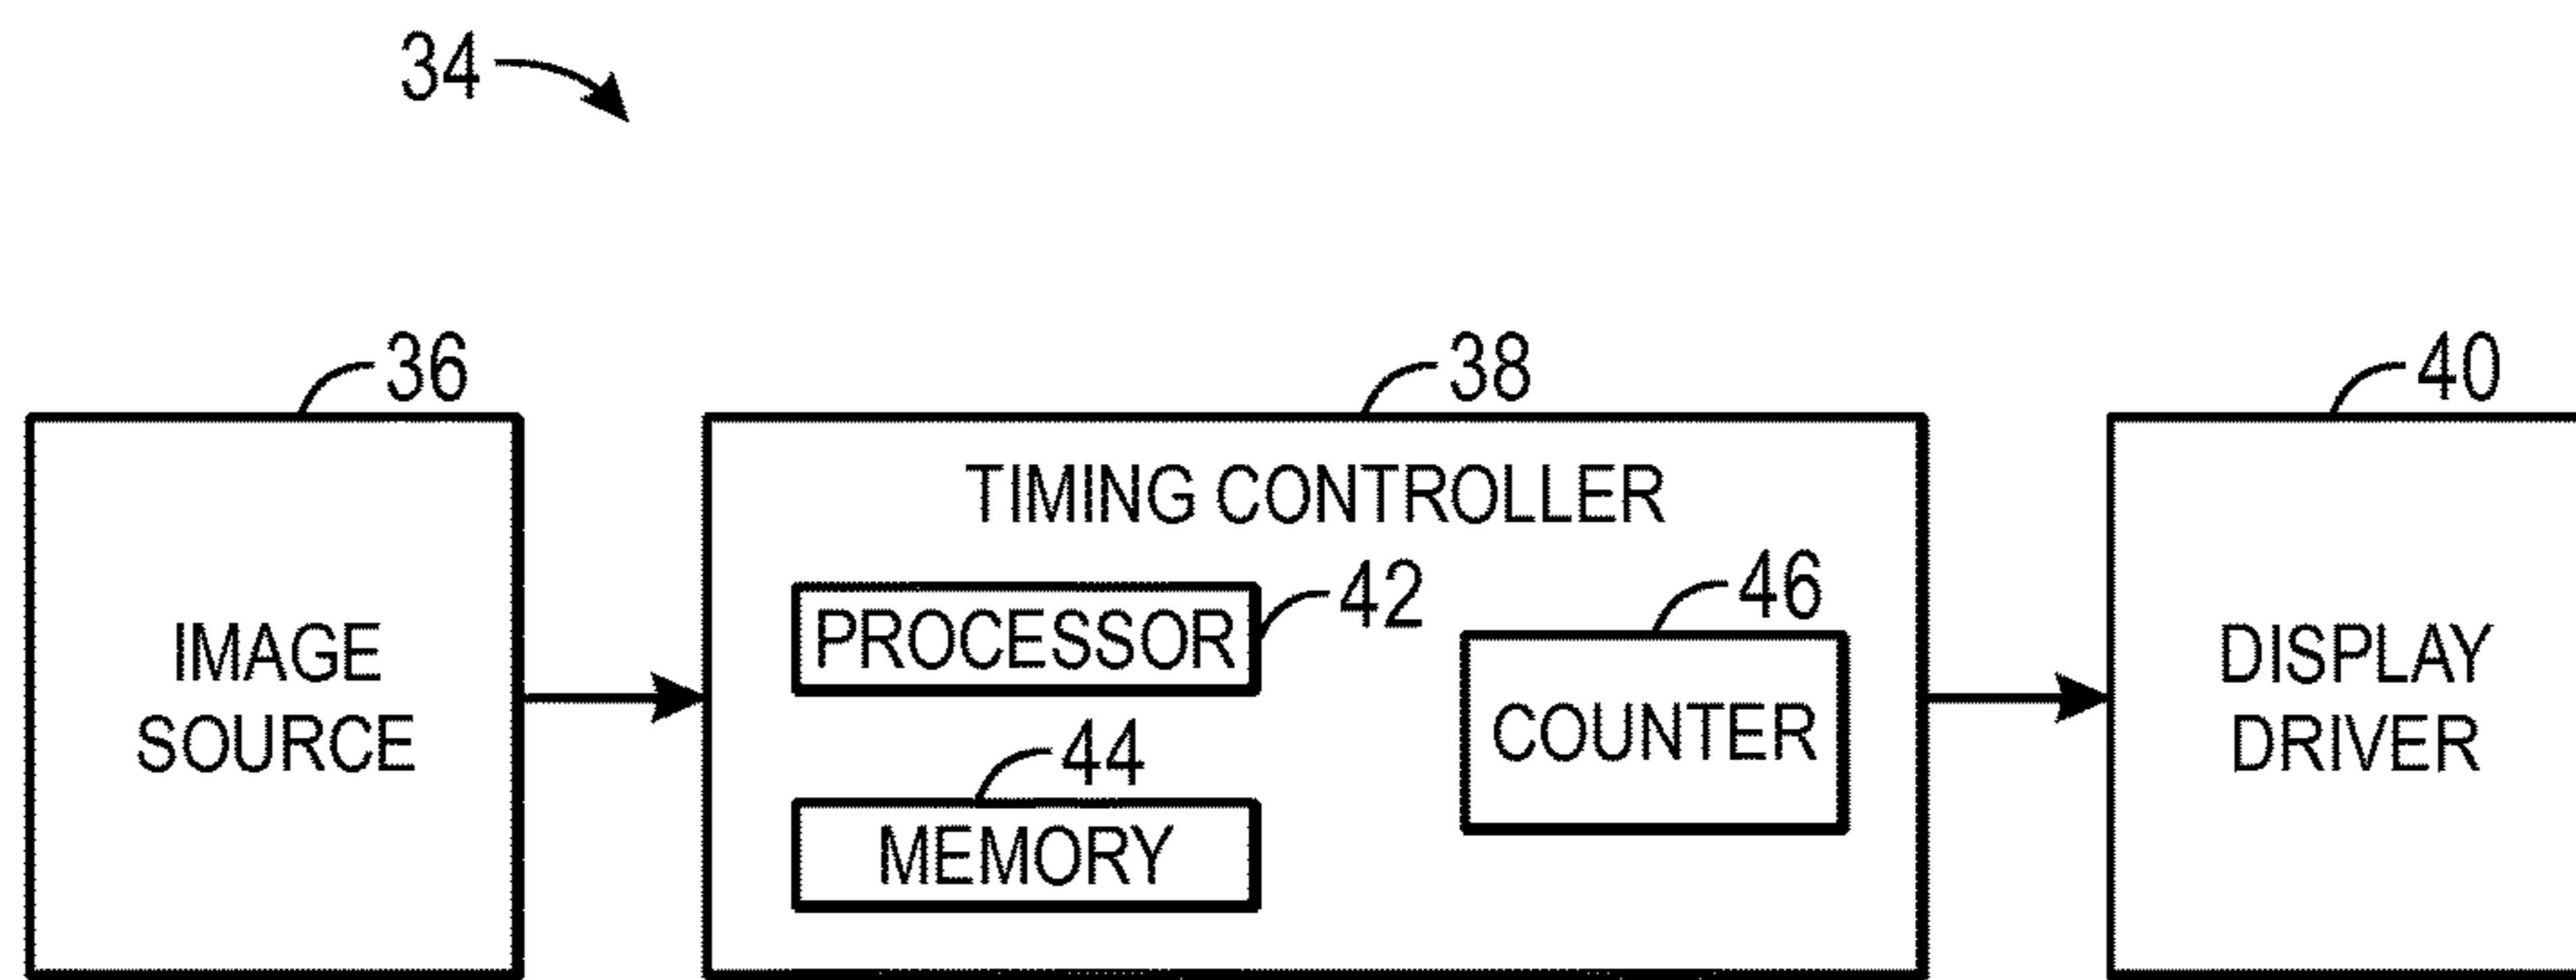 34
36
38
40
TIMING CONTROLLER
PROCESSOR
42
46
IMAGE
SOURCE
COUNTER
DISPLAY
DRIVER
44
MEMORY